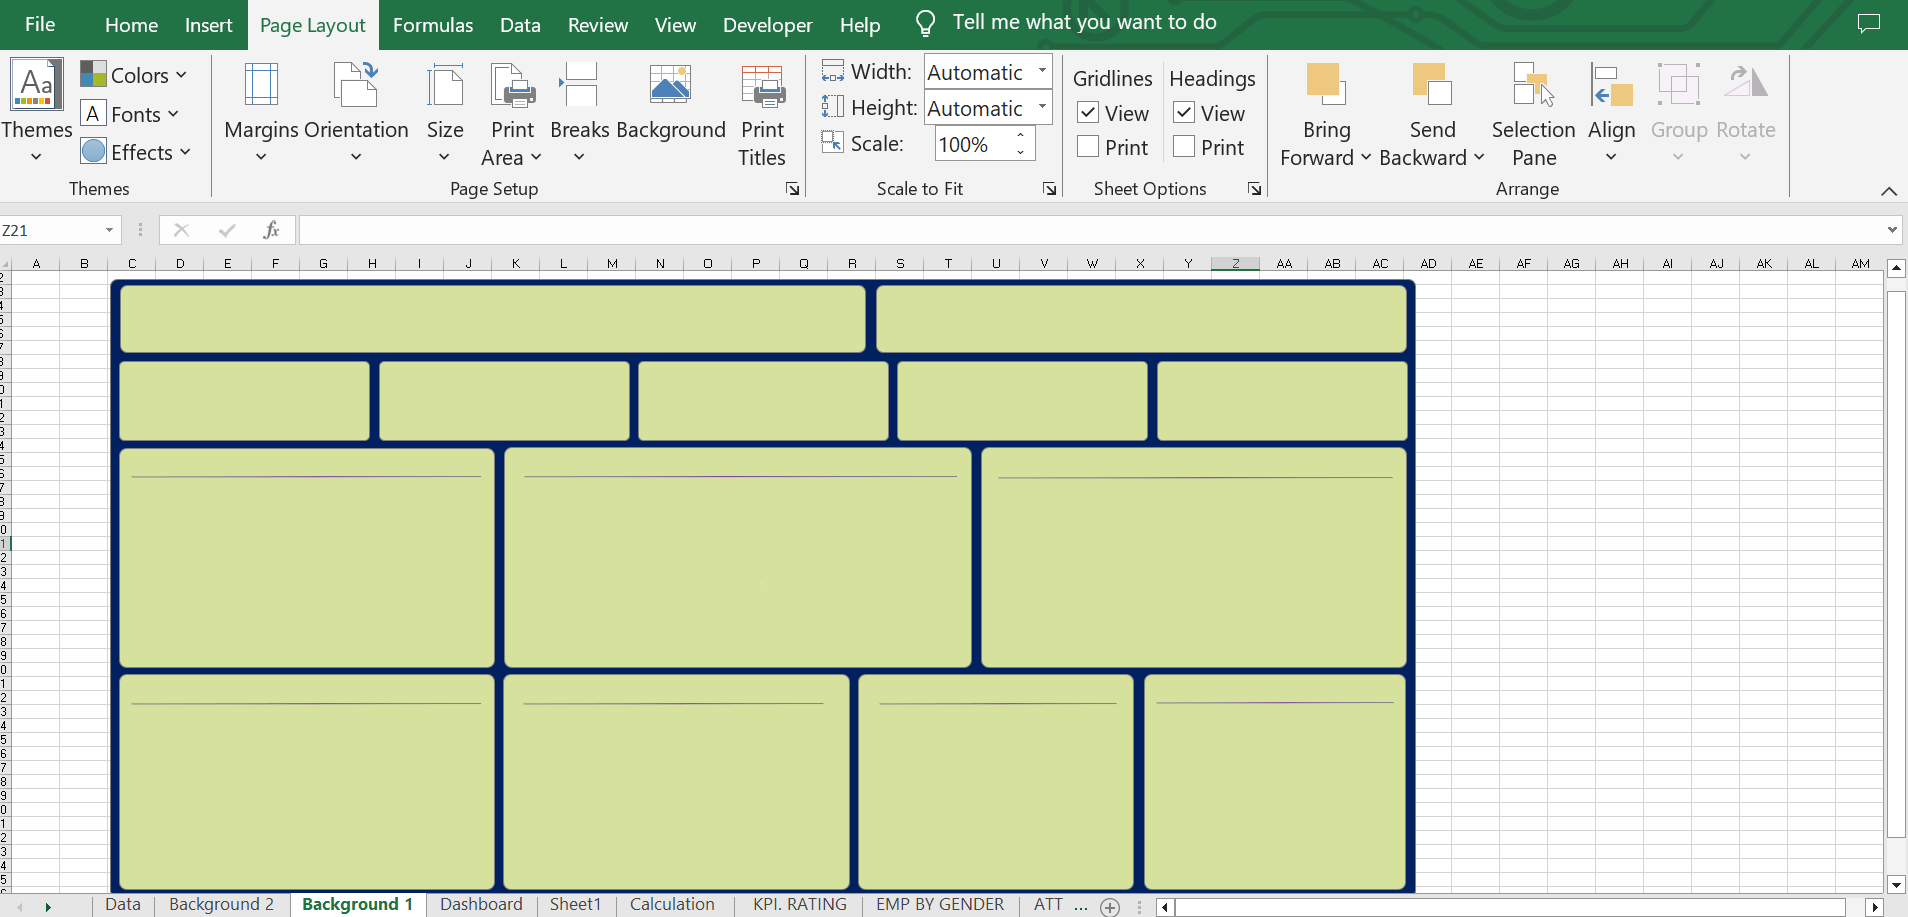 File Home Insert Page Layout Formulas Data Review View Developer Help Tell me what you want to do
Aa Themes
Colors
A Fonts
Effects
Themes
Margins Orientation Size Print Area Breaks Background Print Titles
Page Setup
Width: Automatic
Height: Automatic
Scale: 100%
Scale to Fit
Gridlines Headings
View View
Print Print
Sheet Options
Bring Forward Send Backward Selection Pane Align Group Rotate
Arrange
Z21 fx
A B C D E F G H I J K L M N O P Q R S T U V W X Y Z AA AB AC AD AE AF AG AH AI AJ AK AL AM
Data Background 2 Background 1 Dashboard Sheet1 Calculation KPI. RATING EMP BY GENDER ATT ...